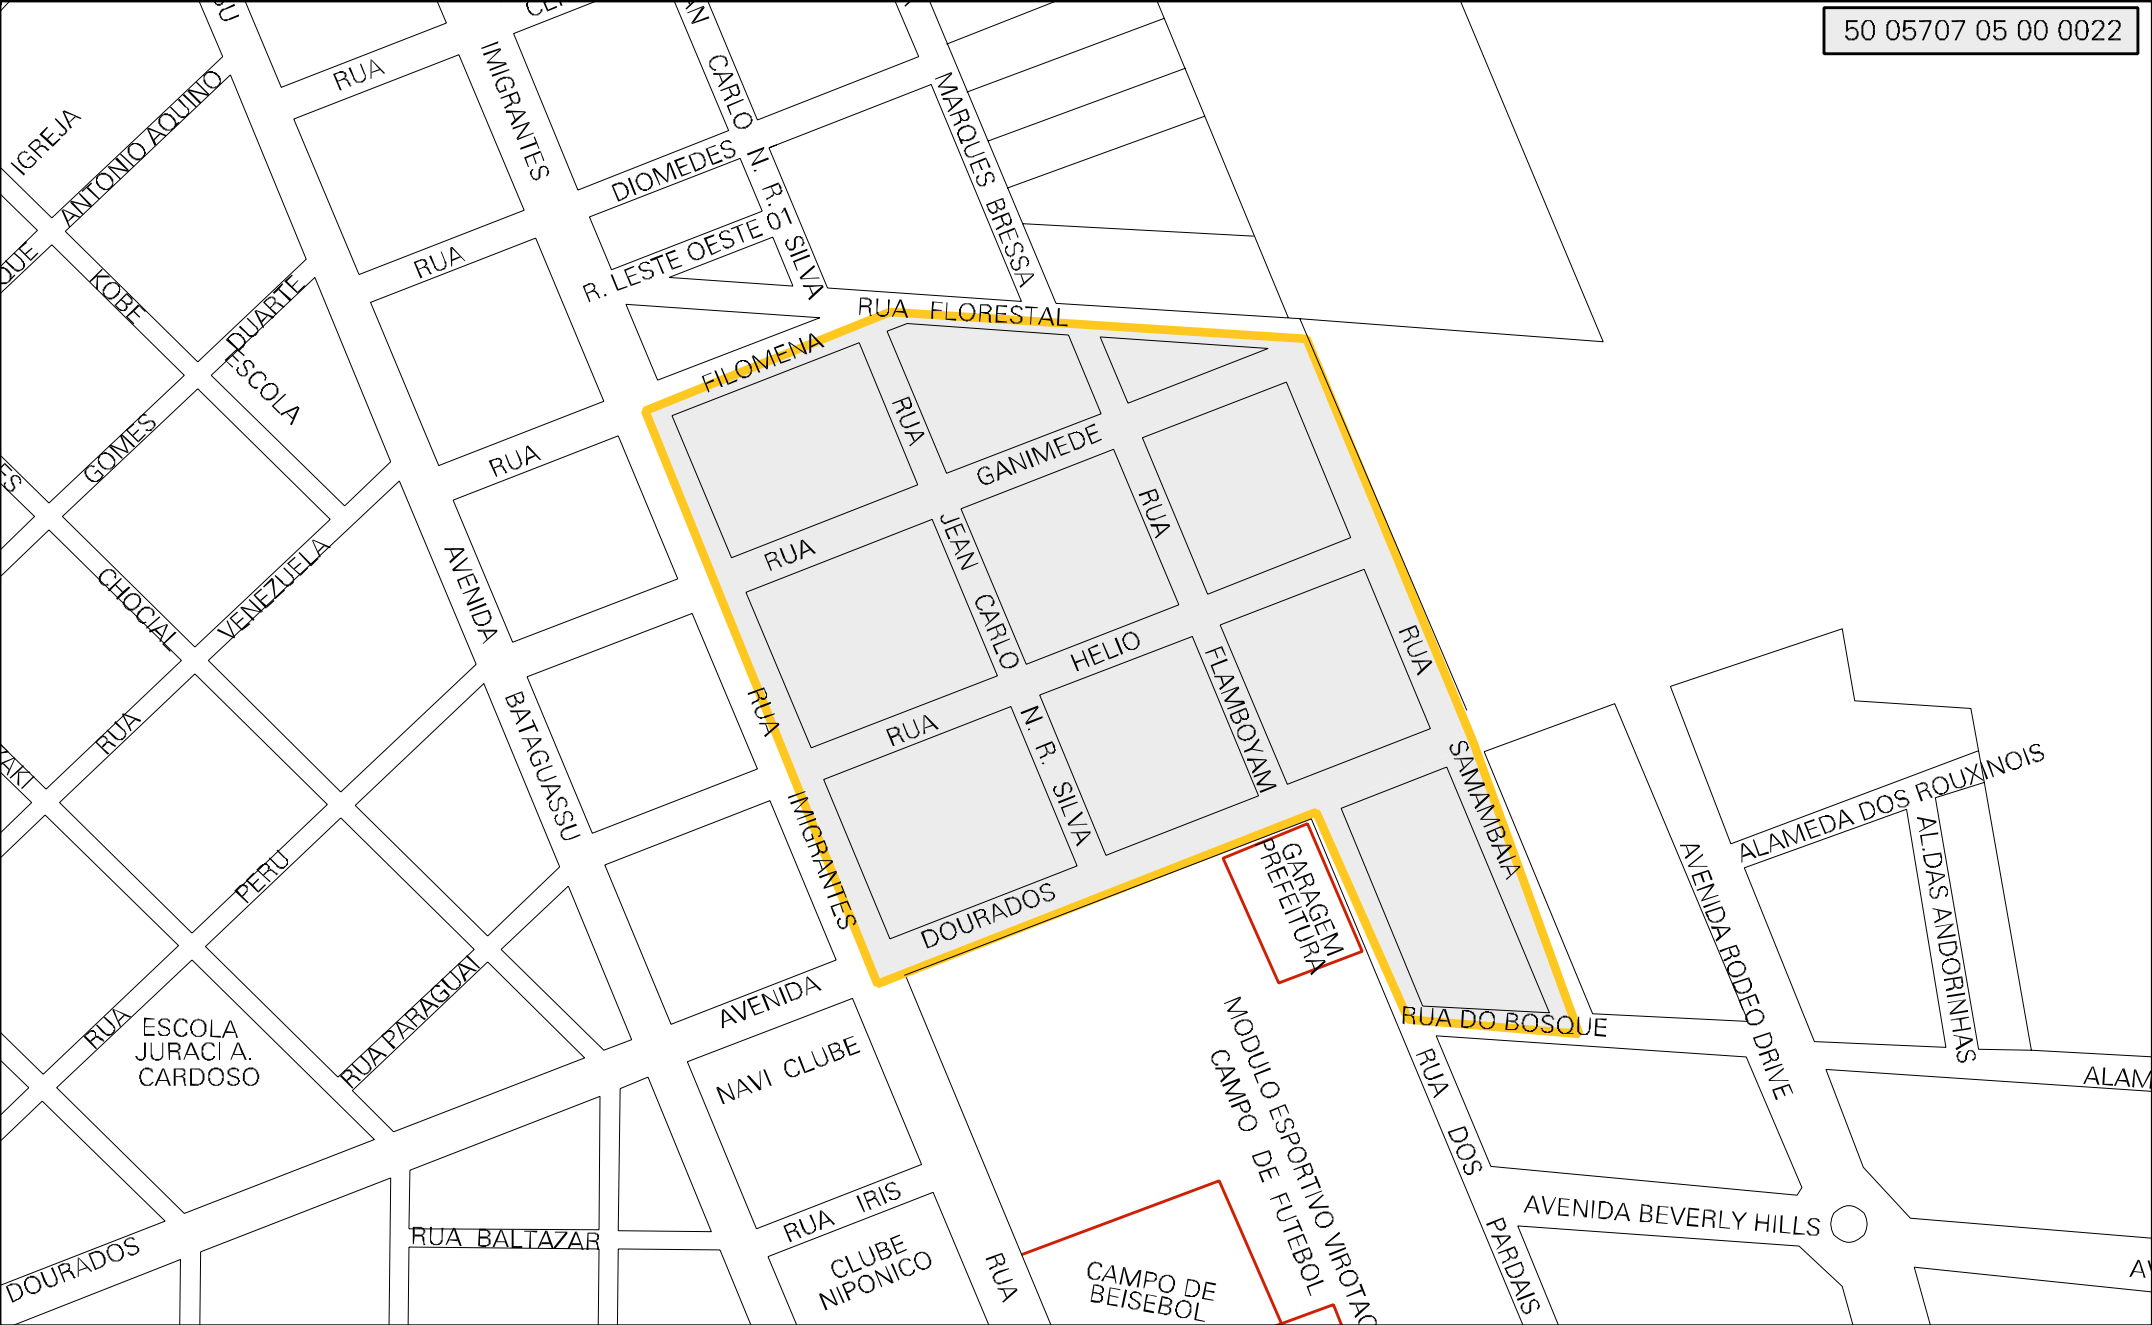 50 05707 05 00 0022
RUA
IMIGRANTES
CARLO
IGREJA
ANTONIO AQUINO
MARQUES BRESSA
DIOMEDES
N. R. SILVA
R. LESTE OESTE 01
RUA
KOBE
DUARTE
ESCOLA
RUA FLORESTAL
FILOMENA
RUA
GANIMEDE
GOMES
RUA
RUA
RUA
JEAN CARLO
AVENIDA
VENEZUELA
CHOCIAL
HELIO
RUA
FLAMBOYAM
RUA
BATAGUASSU
RUA
RUA
N. R. SILVA
SAMAMBAIA
ALAMEDA DOS ROUXINOIS
IMIGRANTES
GARAGEM
PREFEITURA
AVENIDA RODEO DRIVE
AL.DAS ANDORINHAS
PERU
DOURADOS
RUA PARAGUAI
AVENIDA
RUA
ESCOLA
JURACI A.
CARDOSO
RUA DO BOSQUE
NAVI CLUBE
MODULO ESPORTIVO VIROTAO
CAMPO DE FUTEBOL
RUA DOS PARDAIS
ALAM
AVENIDA BEVERLY HILLS
RUA IRIS
RUA BALTAZAR
CLUBE
NIPONICO
RUA
CAMPO DE
BEISEBOL
DOURADOS